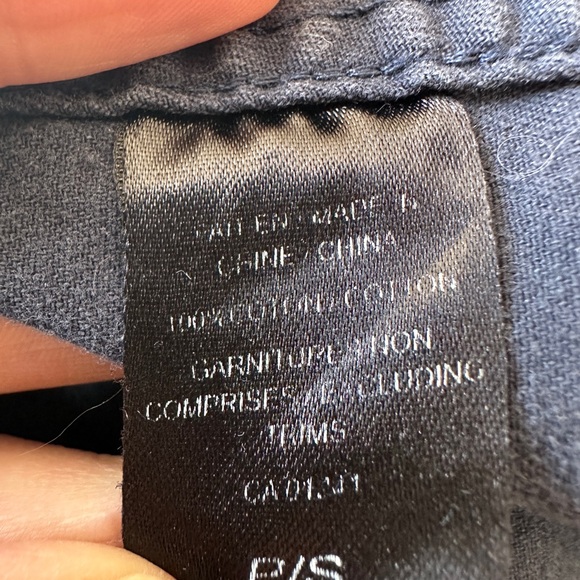 FAIT EN / MADE IN
CHINE / CHINA
100% COTON / COTTON
GARNITURES NON
COMPRISES / EXCLUDING
TRIMS
P/S